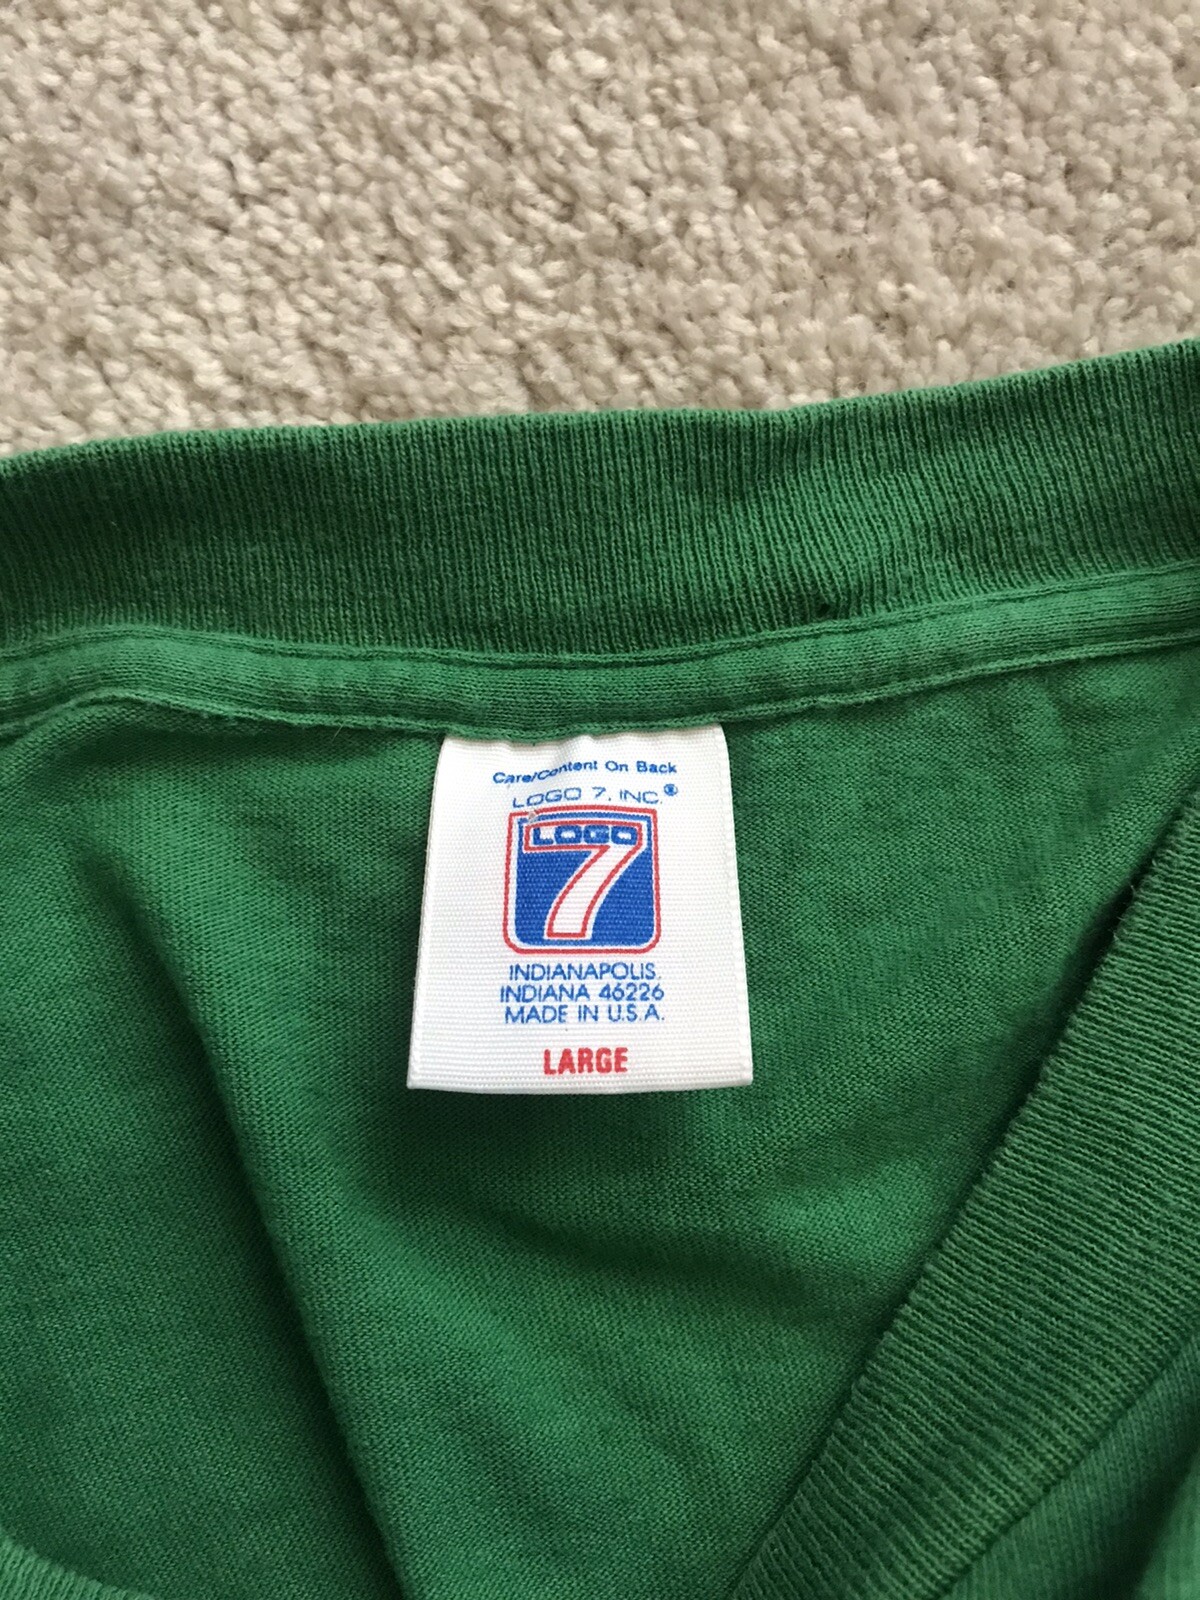 Care/Content On Back
LOGO 7, INC.®
LOGO
7
INDIANAPOLIS,
INDIANA 46226
MADE IN U.S.A.
LARGE